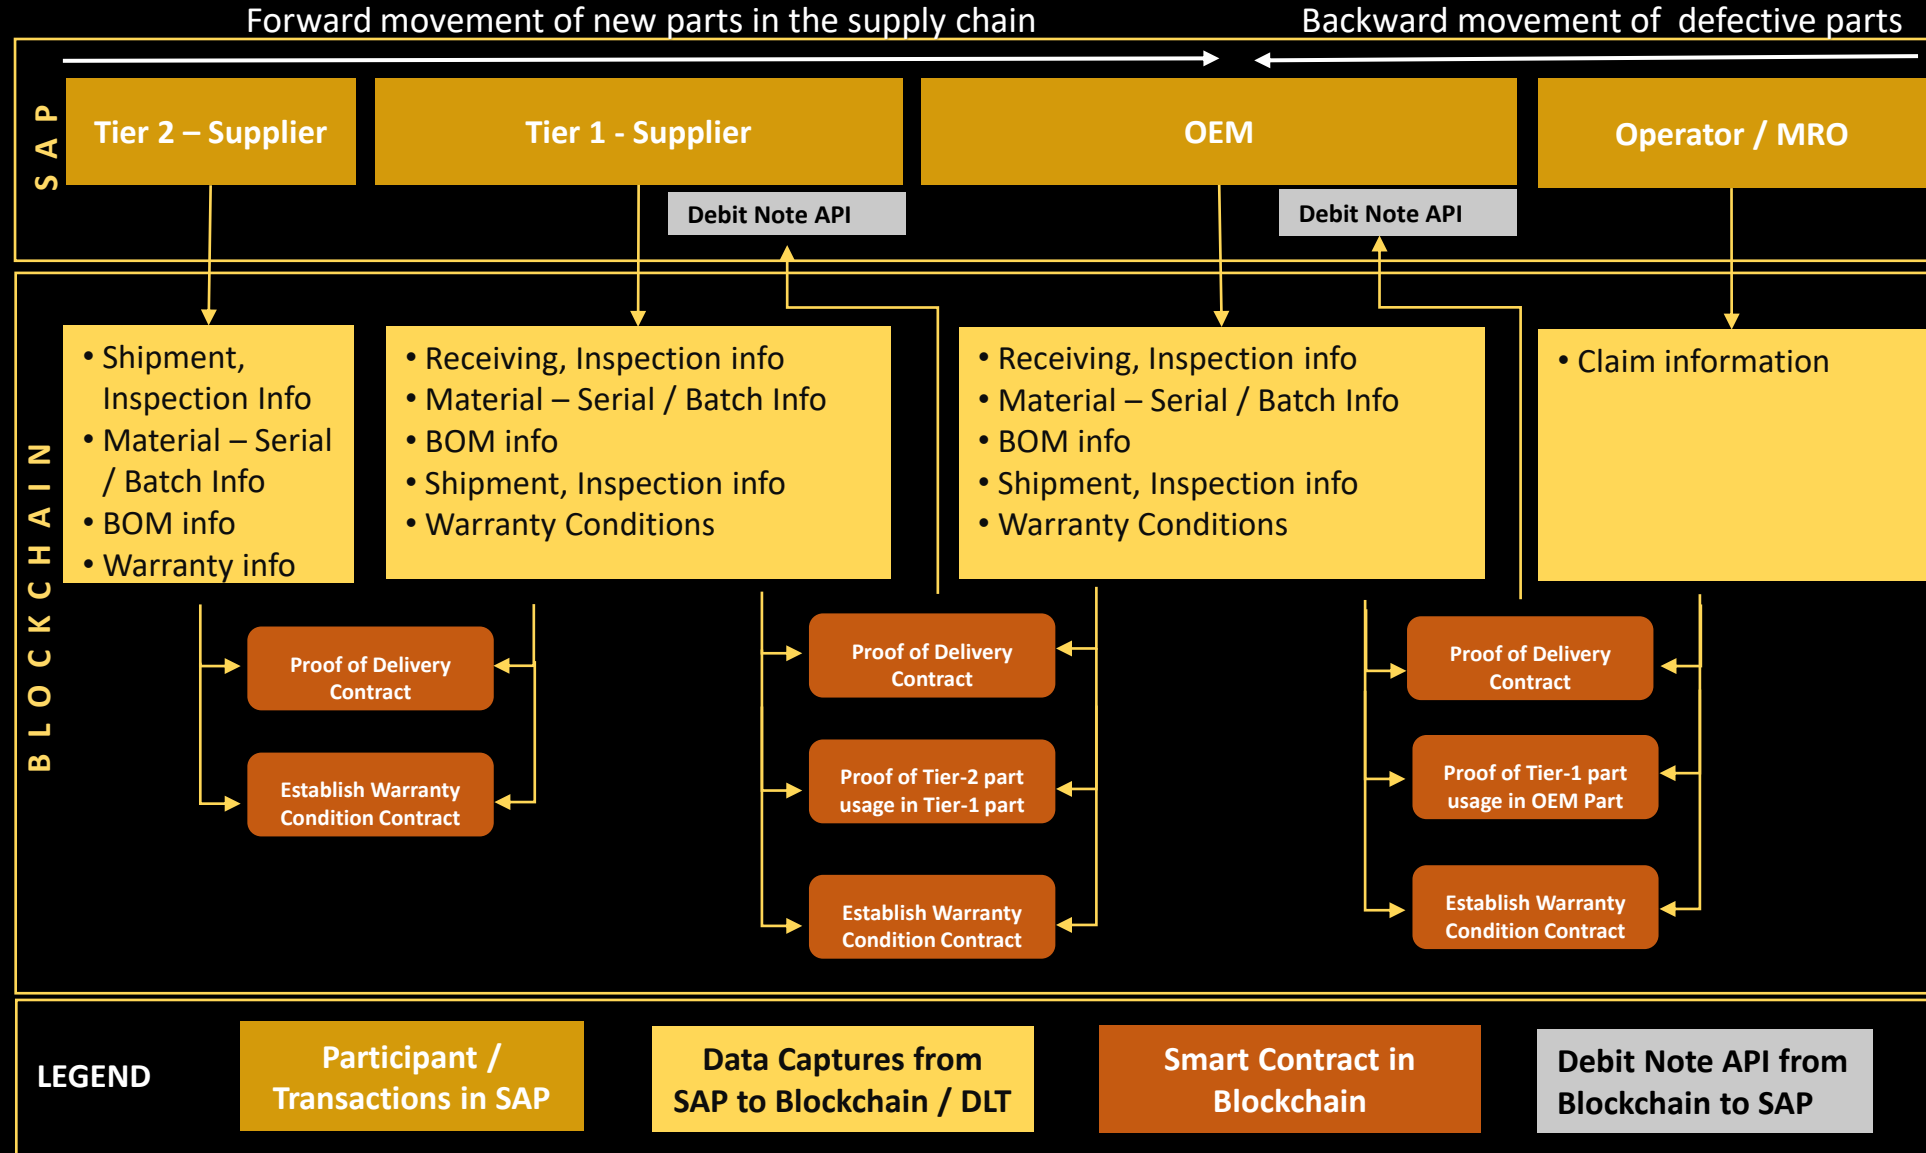 Forward movement of new parts in the supply chain
Backward movement of  defective parts
SAP
Tier 2 – Supplier
Tier 1 - Supplier
OEM
Operator / MRO
Debit Note API
Debit Note API
BLOCKCHAIN
• Shipment,
Inspection Info
• Material – Serial
/ Batch Info
• BOM info
• Warranty info
• Receiving, Inspection info
• Material – Serial / Batch Info
• BOM info
• Shipment, Inspection info
• Warranty Conditions
• Receiving, Inspection info
• Material – Serial / Batch Info
• BOM info
• Shipment, Inspection info
• Warranty Conditions
• Claim information
Proof of Delivery
Contract
Establish Warranty
Condition Contract
Proof of Delivery
Contract
Proof of Tier-2 part
usage in Tier-1 part
Establish Warranty
Condition Contract
Proof of Delivery
Contract
Proof of Tier-1 part
usage in OEM Part
Establish Warranty
Condition Contract
LEGEND
Participant /
Transactions in SAP
Data Captures from
SAP to Blockchain / DLT
Smart Contract in
Blockchain
Debit Note API from
Blockchain to SAP